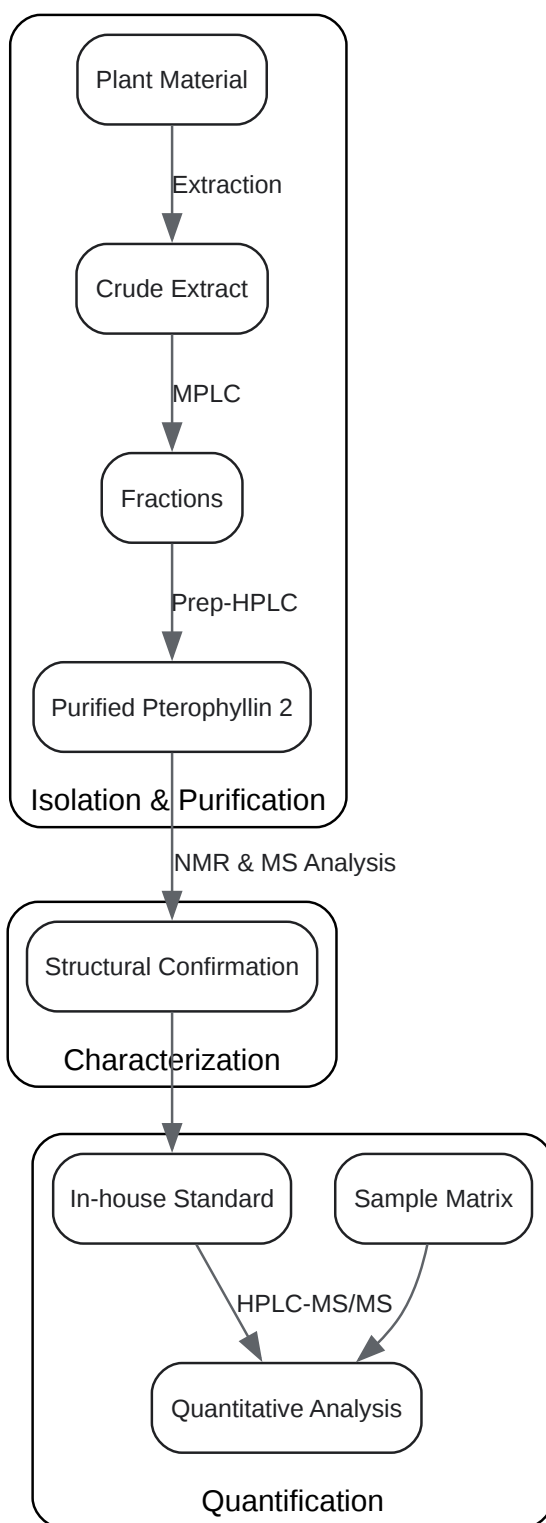 Plant Material
Extraction
Crude Extract
MPLC
Fractions
Prep-HPLC
Purified Pterophyllin 2
Isolation & Purification
NMR & MS Analysis
Structural Confirmation
Characterization
In-house Standard
Sample Matrix
HPLC-MS/MS
Quantitative Analysis
Quantification